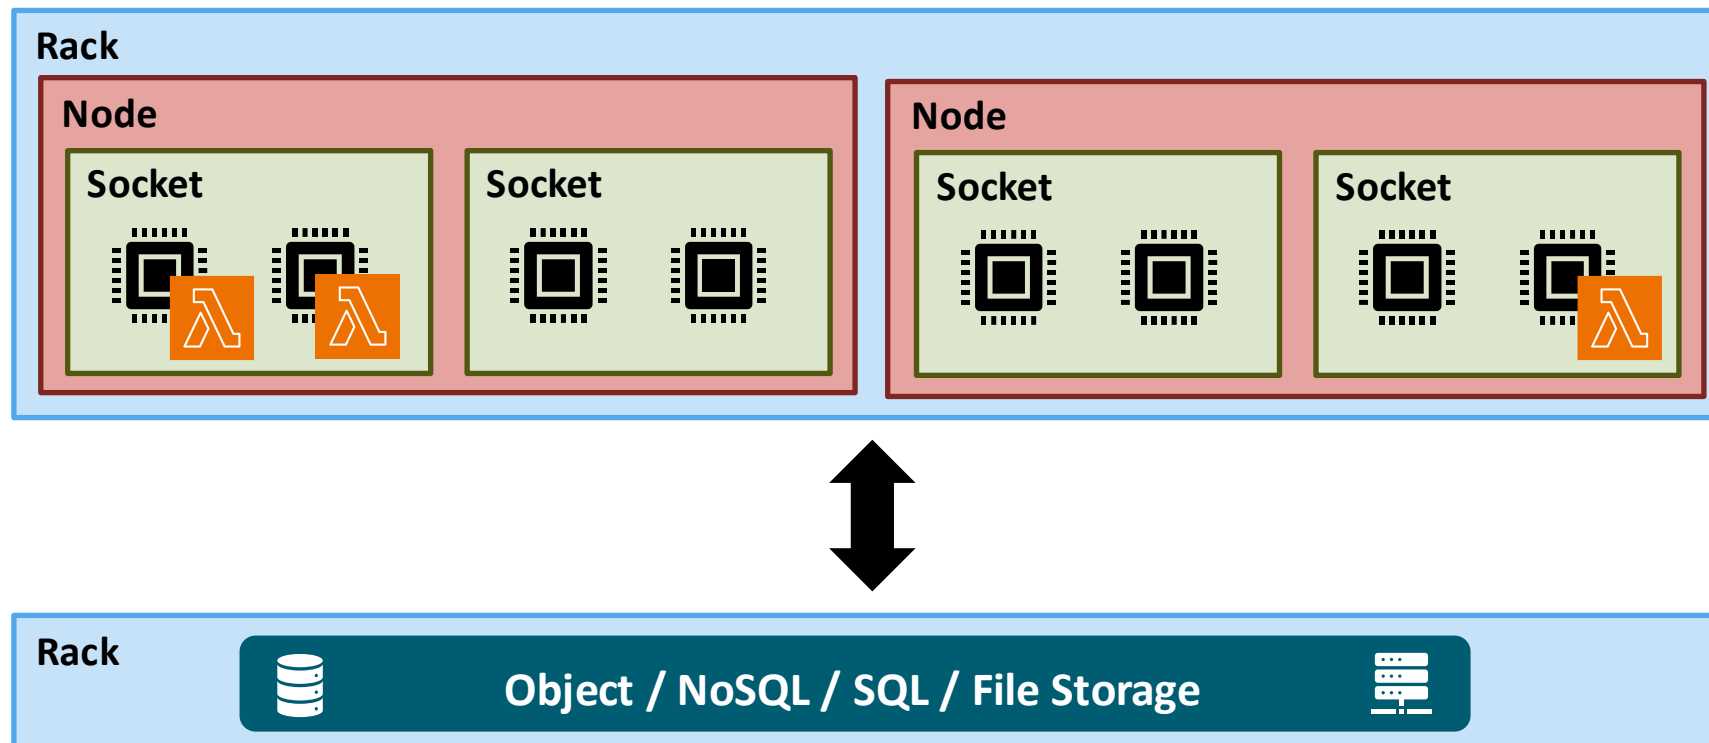 Rack
Node
Node
Socket
Socket
Socket
Socket
Rack
Object / NoSQL / SQL / File Storage